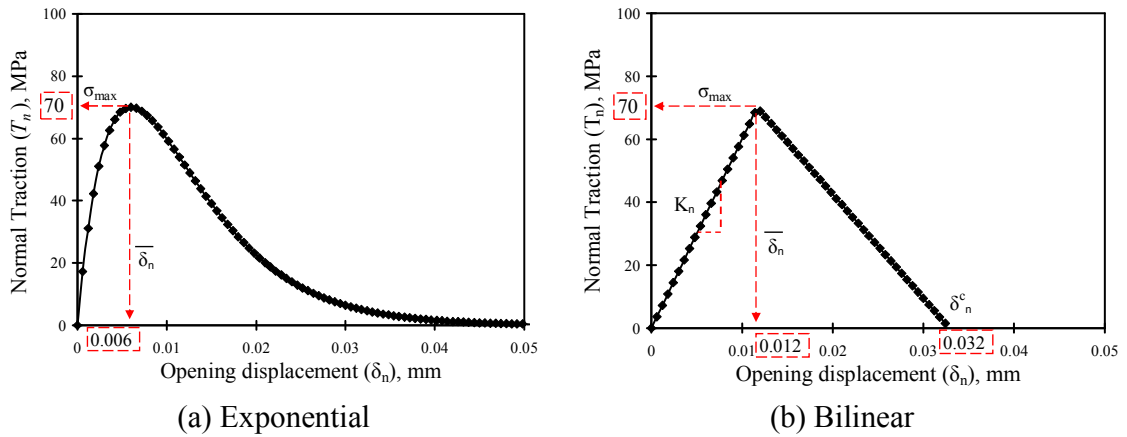 100
80
70
60
40
20
0
σmax
δn
0
0.006
0.01
0.02
0.03
0.04
0.05
Normal Traction (Tn), MPa
Opening displacement (δn), mm
(a) Exponential
100
80
70
60
40
20
0
σmax
Kn
δn
δcn
0
0.01
0.012
0.02
0.03
0.032
0.04
0.05
Normal Traction (Tn), MPa
Opening displacement (δn), mm
(b) Bilinear